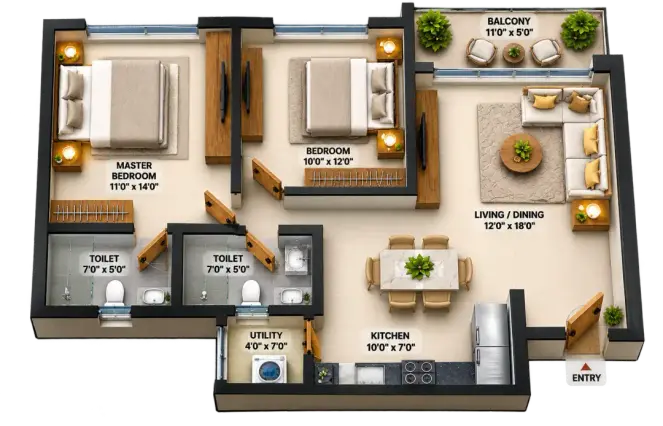 BALCONY
11'0" x 5'0"
BEDROOM
10'0" x 12'0"
MASTER
BEDROOM
11'0" x 14'0"
LIVING / DINING
12'0" x 18'0"
TOILET
7'0" x 5'0"
TOILET
7'0" x 5'0"
UTILITY
4'0" x 7'0"
KITCHEN
10'0" x 7'0"
ENTRY